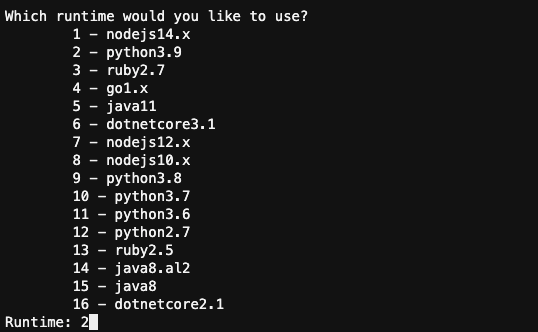 Which runtime would you like to use?
1 - nodejs14.x
2 - python3.9
3 - ruby2.7
4 - go1.x
5 - java11
6 - dotnetcore3.1
7 - nodejs12.x
8 - nodejs10.x
9 - python3.8
10 - python3.7
11 - python3.6
12 - python2.7
13 - ruby2.5
14 - java8.al2
15 - java8
16 - dotnetcore2.1
Runtime: 2